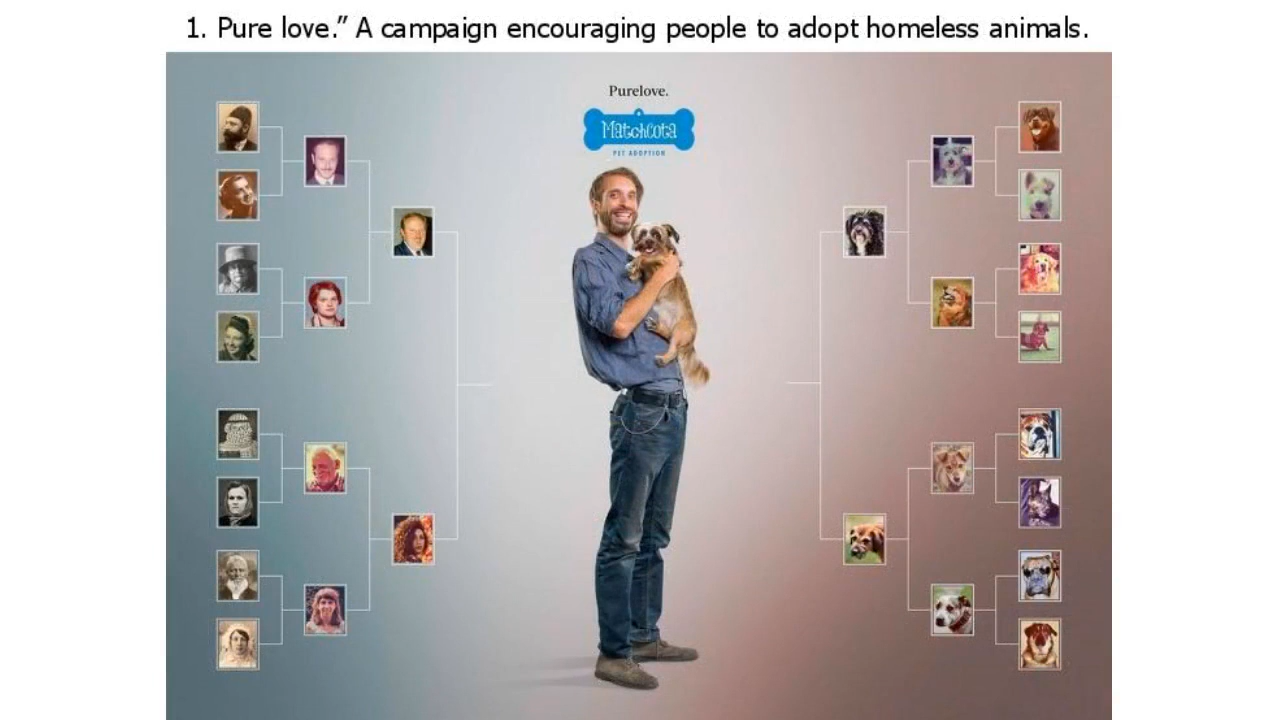 1. Pure love.” A campaign encouraging people to adopt homeless animals.
Purelove.
Matchcota
PET ADOPTION